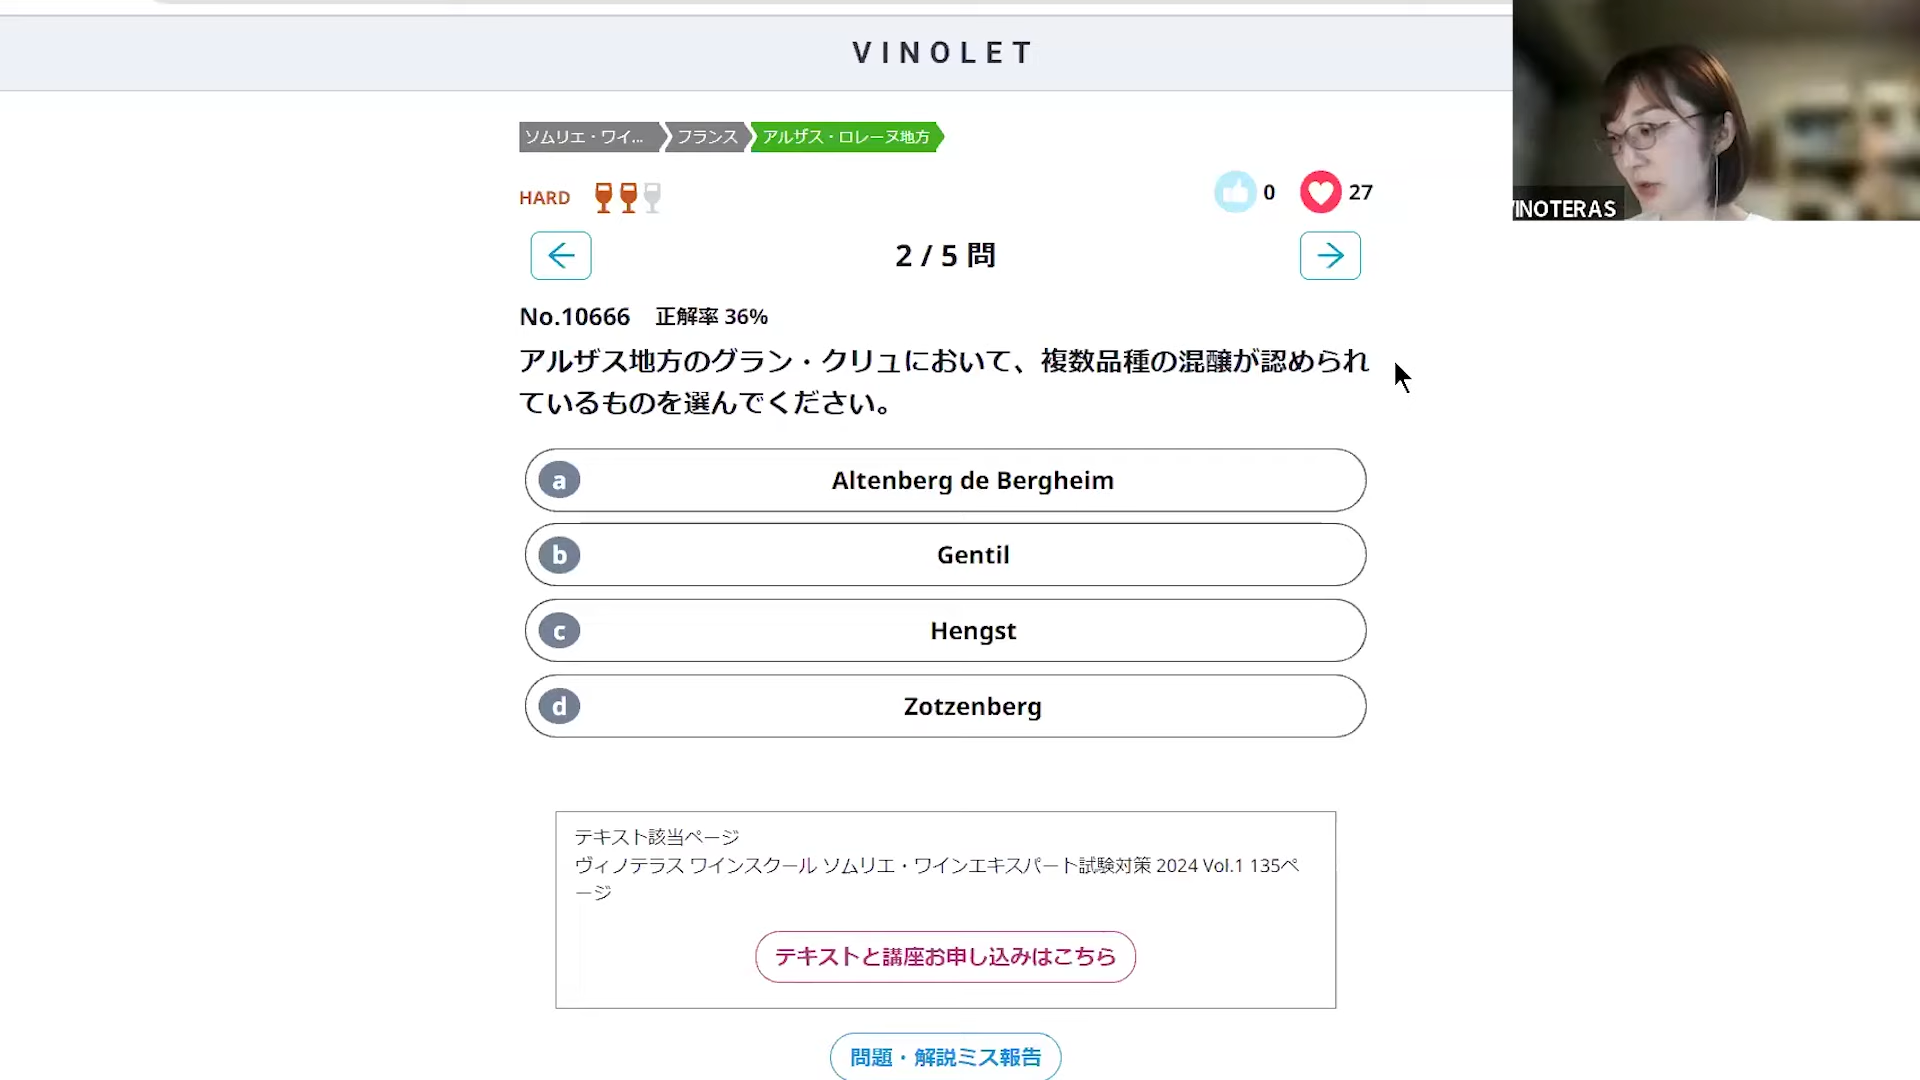 VINOLET
ソムリエ・ワイ...
フランス
アルザス・ロレーヌ地方
HARD
0
27
2 / 5 問
No.10666 正解率 36%
アルザス地方のグラン・クリュにおいて、複数品種の混醸が認められ
ているものを選んでください。
a Altenberg de Bergheim
b Gentil
c Hengst
d Zotzenberg
テキスト該当ページ
ヴィノテラス ワインスクール ソムリエ・ワインエキスパート試験対策 2024 Vol.1 135ペ
ージ
テキストと講座お申し込みはこちら
問題・解説ミス報告
VINOTERAS